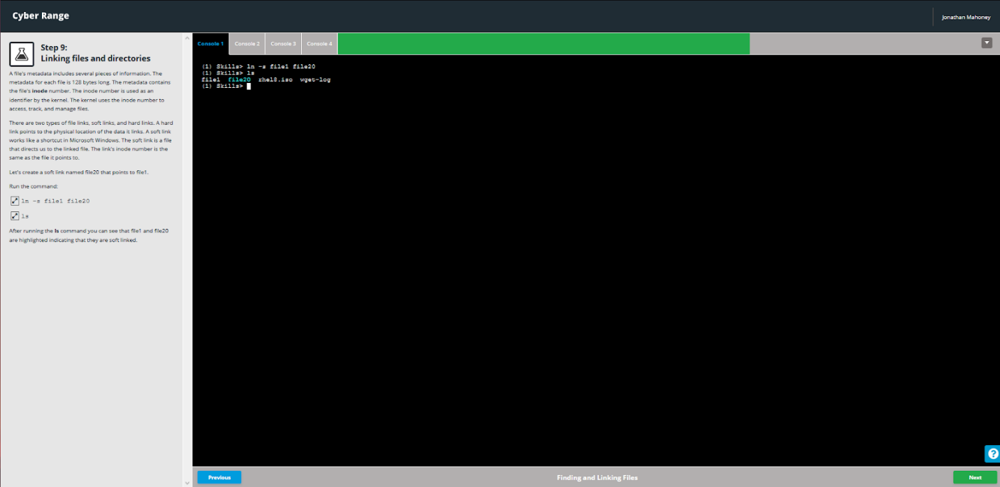 Cyber Range
Jonathan Mahoney
Step 9:
Linking files and directories
A file's metadata includes several pieces of information. The
metadata for each file is 128 bytes long. The metadata contains
the file's inode number. The inode number is used as an
identifier by the kernel. The kernel uses the inode number to
access, track, and manage files.
There are two types of file links, soft links, and hard links. A hard
link points to the physical location of the data it links. A soft link
works like a shortcut in Microsoft Windows. The soft link is a file
that directs us to the linked file. The link's inode number is the
same as the file it points to.
Let's create a soft link named file20 that points to file1.
Run the command:
ln -s file1 file20
ls
After running the ls command you can see that file1 and file20
are highlighted indicating that they are soft linked.
Console 1
Console 2
Console 3
Console 4
(1) Skills> ln -s file1 file20
(1) Skills> ls
file1 file20 rhel8.iso wget-log
(1) Skills>
?
Previous
Finding and Linking Files
Next